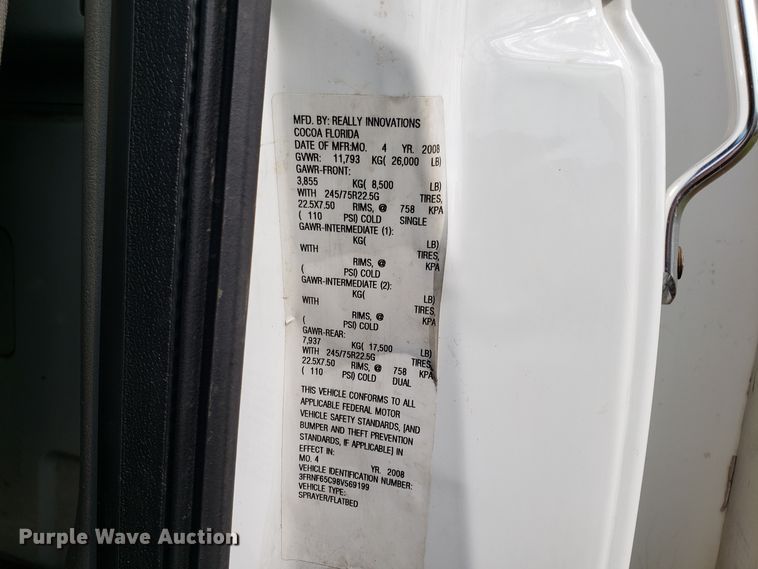 MFD. BY: REALLY INNOVATIONS
COCOA FLORIDA
DATE OF MFR:MO. 4 YR. 2008
GVWR: 11,793 KG( 26,000 LB)
GAWR-FRONT:
3,855 KG( 8,500 LB)
WITH 245/75R22.5G TIRES,
22.5X7.50 RIMS, @ 758 KPA
( 110 PSI) COLD SINGLE
GAWR-INTERMEDIATE (1):
KG( LB)
WITH TIRES,
RIMS, @ KPA
( PSI) COLD
GAWR-INTERMEDIATE (2):
KG( LB)
WITH TIRES,
RIMS, @ KPA
( PSI) COLD
GAWR-REAR:
7,937 KG( 17,500 LB)
WITH 245/75R22.5G TIRES,
22.5X7.50 RIMS, @ 758 KPA
( 110 PSI) COLD DUAL
THIS VEHICLE CONFORMS TO ALL
APPLICABLE FEDERAL MOTOR
VEHICLE SAFETY STANDARDS, [AND
BUMPER AND THEFT PREVENTION
STANDARDS, IF APPLICABLE] IN
EFFECT IN:
MO. 4 YR. 2008
VEHICLE IDENTIFICATION NUMBER:
3FRNF65C98V569199
VEHICLE TYPE:
SPRAYER/FLATBED
Purple Wave Auction